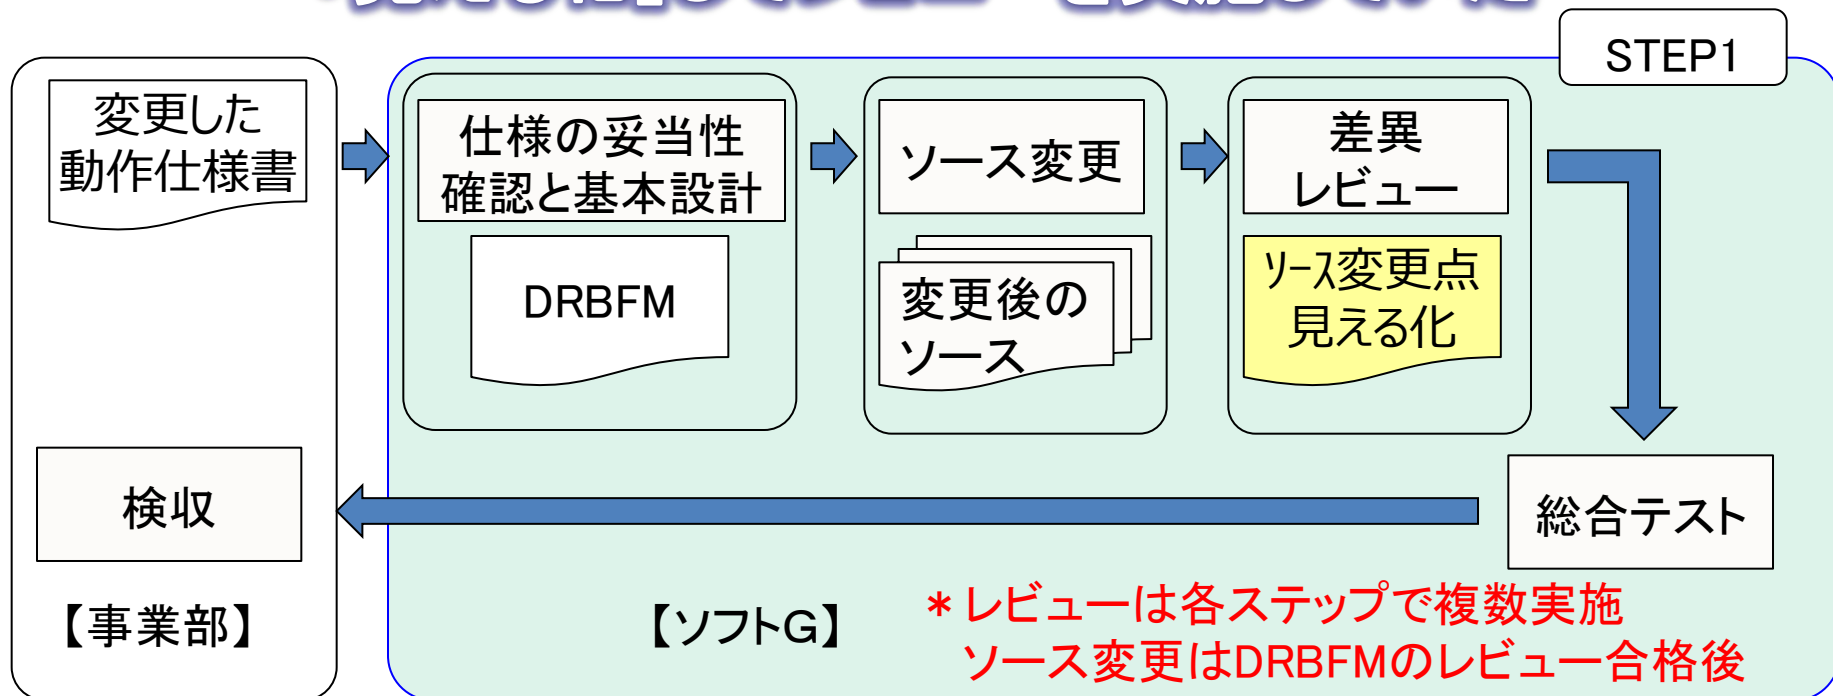 STEP1
変更した
動作仕様書
仕様の妥当性
確認と基本設計
DRBFM
ソース変更
変更後の
ソース
差異
レビュー
ｿｰｽ変更点
見える化
総合テスト
検収
【事業部】
【ソフトG】
＊レビューは各ステップで複数実施
ソース変更はDRBFMのレビュー合格後